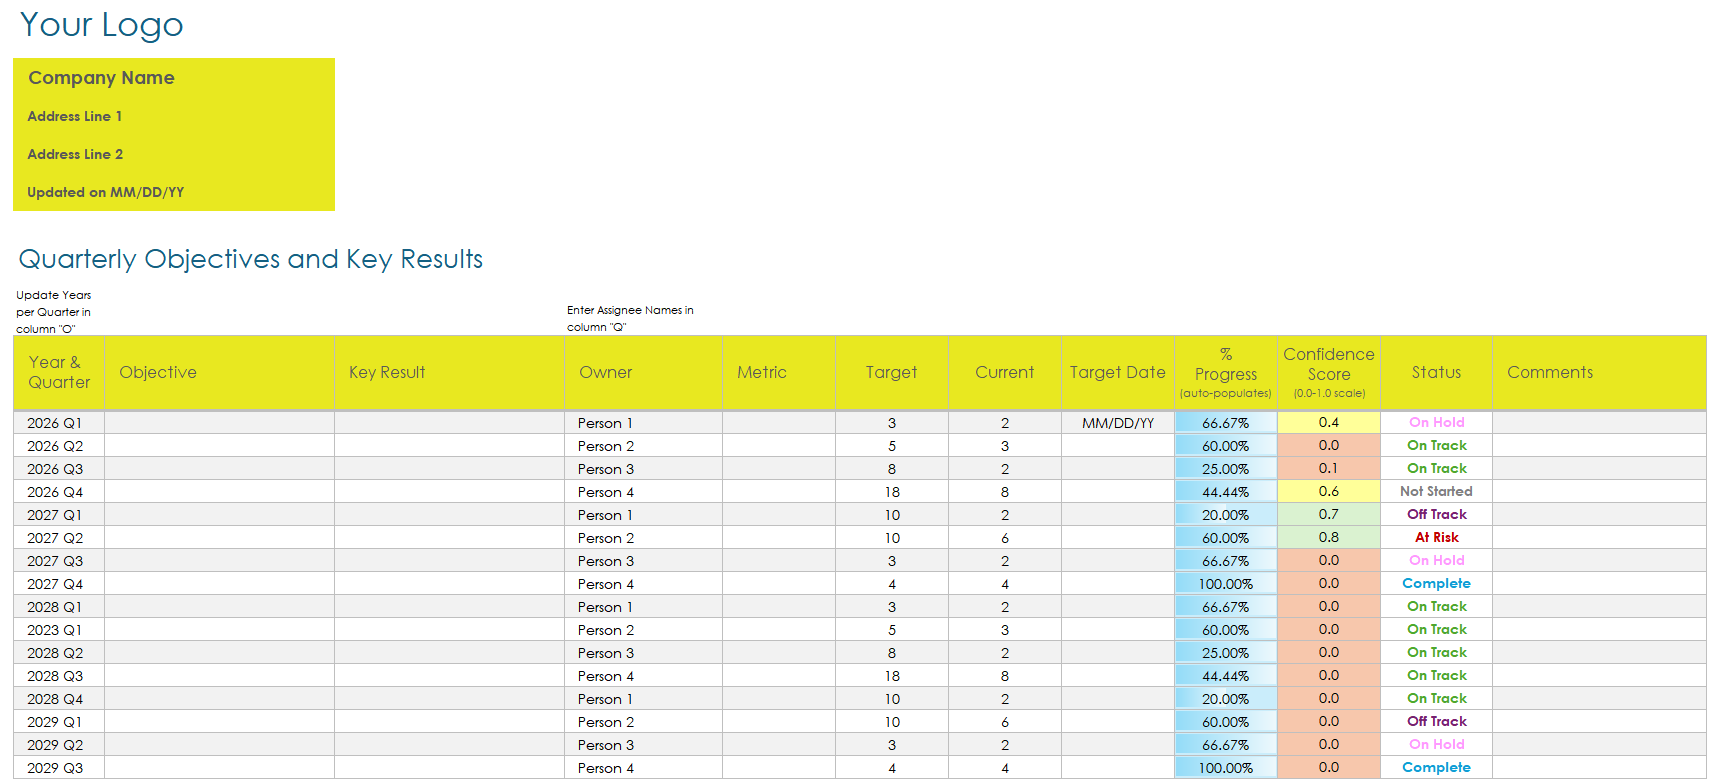 Your Logo
Company Name
Address Line 1
Address Line 2
Updated on MM/DD/YY
Quarterly Objectives and Key Results
Update Years
per Quarter in
column "O"
Enter Assignee Names in
column "Q"
Year & Quarter Objective Key Result Owner Metric Target Current Target Date % Progress (auto-populates) Confidence Score (0.0-1.0 scale) Status Comments
2026 Q1 Person 1 3 2 MM/DD/YY 66.67% 0.4 On Hold
2026 Q2 Person 2 5 3 60.00% 0.0 On Track
2026 Q3 Person 3 8 2 25.00% 0.1 On Track
2026 Q4 Person 4 18 8 44.44% 0.6 Not Started
2027 Q1 Person 1 10 2 20.00% 0.7 Off Track
2027 Q2 Person 2 10 6 60.00% 0.8 At Risk
2027 Q3 Person 3 3 2 66.67% 0.0 On Hold
2027 Q4 Person 4 4 4 100.00% 0.0 Complete
2028 Q1 Person 1 3 2 66.67% 0.0 On Track
2023 Q1 Person 2 5 3 60.00% 0.0 On Track
2028 Q2 Person 3 8 2 25.00% 0.0 On Track
2028 Q3 Person 4 18 8 44.44% 0.0 On Track
2028 Q4 Person 1 10 2 20.00% 0.0 On Track
2029 Q1 Person 2 10 6 60.00% 0.0 Off Track
2029 Q2 Person 3 3 2 66.67% 0.0 On Hold
2029 Q3 Person 4 4 4 100.00% 0.0 Complete